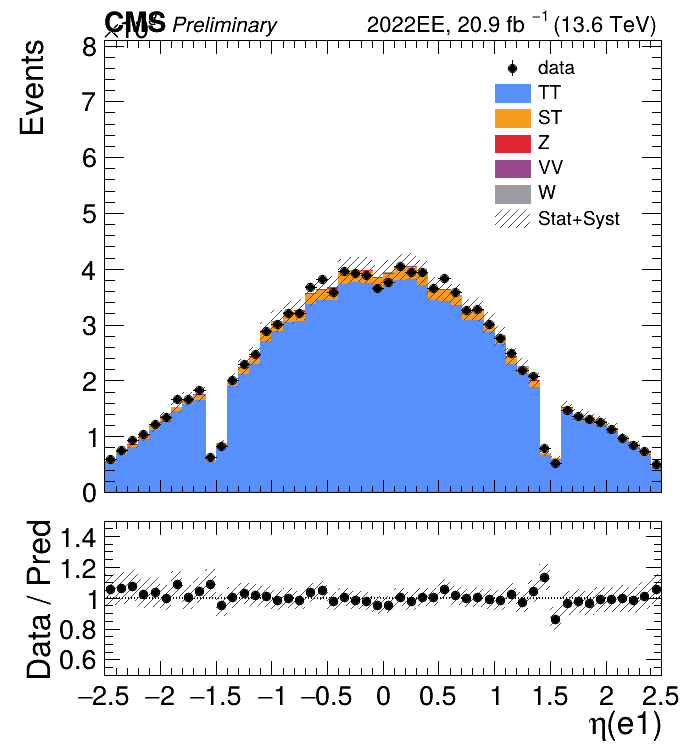 CMS Preliminary 2022EE, 20.9 fb⁻¹ (13.6 TeV)
Events
8
7
6
5
4
3
2
1
0
data
TT
ST
Z
VV
W
Stat+Syst
Data / Pred
1.4
1.2
1
0.8
0.6
−2.5 −2 −1.5 −1 −0.5 0 0.5 1 1.5 2 2.5
η(e1)